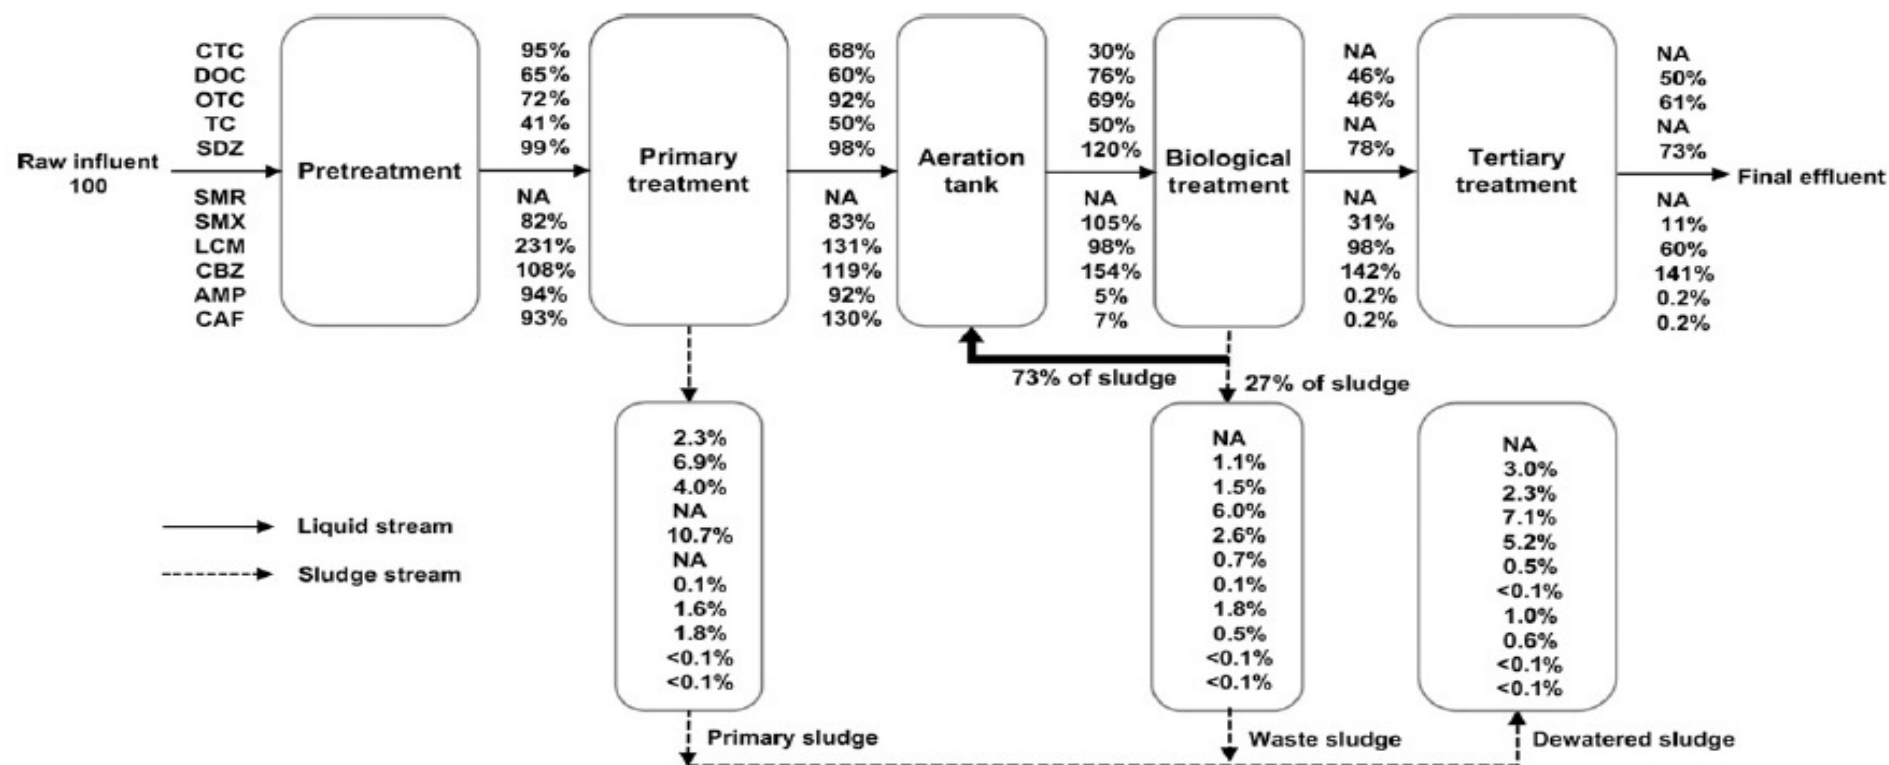 CTC 95% 68% 30% NA NA
DOC 65% 60% 76% 46% 50%
OTC 72% 92% 69% 46% 61%
TC 41% 50% 50% NA NA
SDZ 99% 98% 120% 78% 73%
Raw influent 100
Pretreatment
Primary treatment
Aeration tank
Biological treatment
Tertiary treatment
Final effluent
SMR NA NA NA NA
SMX 82% 83% 105% 31% 11%
LCM 231% 131% 98% 98% 60%
CBZ 108% 119% 154% 142% 141%
AMP 94% 92% 5% 0.2% 0.2%
CAF 93% 130% 7% 0.2% 0.2%
73% of sludge
27% of sludge
2.3% NA NA
6.9% 1.1% 3.0%
4.0% 1.5% 2.3%
NA 6.0% 7.1%
10.7% 2.6% 5.2%
NA 0.7% 0.5%
0.1% 0.1% <0.1%
1.6% 1.8% 1.0%
1.8% 0.5% 0.6%
<0.1% <0.1% <0.1%
<0.1% <0.1% <0.1%
Liquid stream
Sludge stream
Primary sludge
Waste sludge
Dewatered sludge